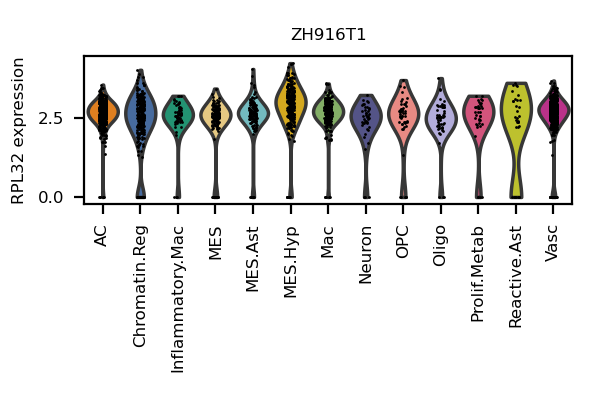 ZH916T1
RPL32 expression
2.5
0.0
AC
Chromatin.Reg
Inflammatory.Mac
MES
MES.Ast
MES.Hyp
Mac
Neuron
OPC
Oligo
Prolif.Metab
Reactive.Ast
Vasc